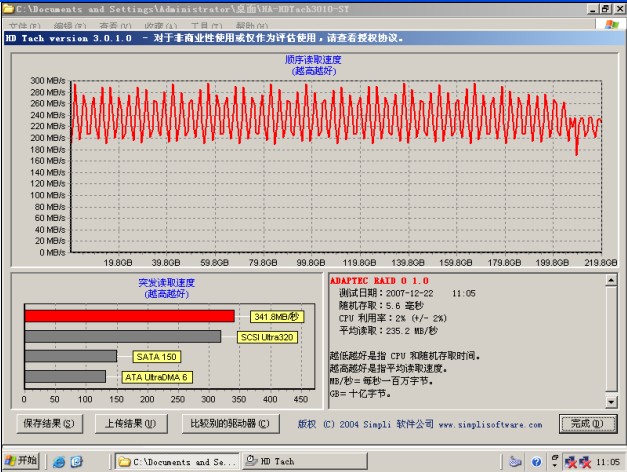 C:\Documents and Settings\Administrator\桌面\HA-HDTach3010-SY
文件(F) 编辑(E) 查看(V) 收藏(A) 工具(T) 帮助(H)
HD Tach version 3.0.1.0 - 对于非商业性使用或仅作为评估使用，请查看授权协议。
顺序读取速度
(越高越好)
300 MB/s
280 MB/s
260 MB/s
240 MB/s
220 MB/s
200 MB/s
180 MB/s
160 MB/s
140 MB/s
120 MB/s
100 MB/s
80 MB/s
60 MB/s
40 MB/s
20 MB/s
0 MB/s
19.8GB 39.8GB 59.8GB 79.8GB 99.8GB 119.8GB 139.8GB 159.8GB 179.8GB 199.8GB 219.8GB
突发读取速度
(越高越好)
341.8MB/秒
SCSI Ultra320
SATA 150
ATA UltraDMA 6
0 50 100 150 200 250 300 350 400 450
ADAPTEC RAID 0 1.0
测试日期：2007-12-22 11:05
随机存取：5.6 毫秒
CPU 利用率：2% (+/- 2%)
平均读取：235.2 MB/秒
越低越好是指 CPU 和随机存取时间。
越高越好是指平均读取速度。
MB/秒= 每秒一百万字节。
GB= 十亿字节。
保存结果(S) 上传结果(U) 比较别的驱动器(C) 版权 (C) 2004 Simpli 软件公司 www.simplisoftware.com 完成(D)
开始 C:\Documents and Se... HD Tach 11:05